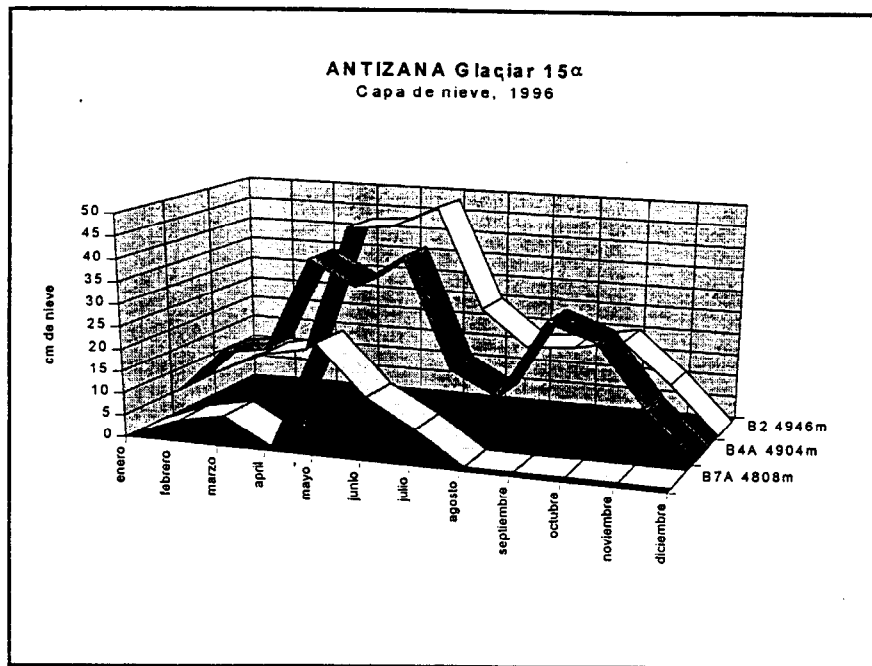 ANTIZANA Glaciar 15α
Capa de nieve, 1996
cm de nieve
50
45
40
35
30
25
20
15
10
5
0
enero
febrero
marzo
april
mayo
junio
julio
agosto
septiembre
octubre
noviembre
diciembre
B2 4946m
B4A 4904m
B7A 4808m